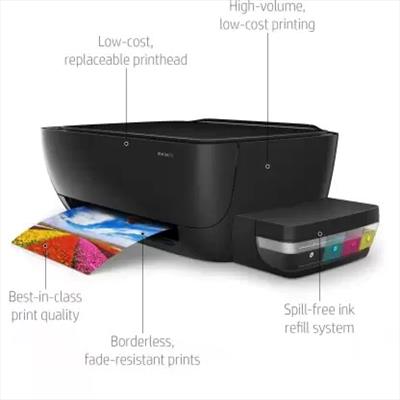 High-volume,
low-cost printing
Low-cost,
replaceable printhead
Best-in-class
print quality
Borderless,
fade-resistant prints
Spill-free ink
refill system